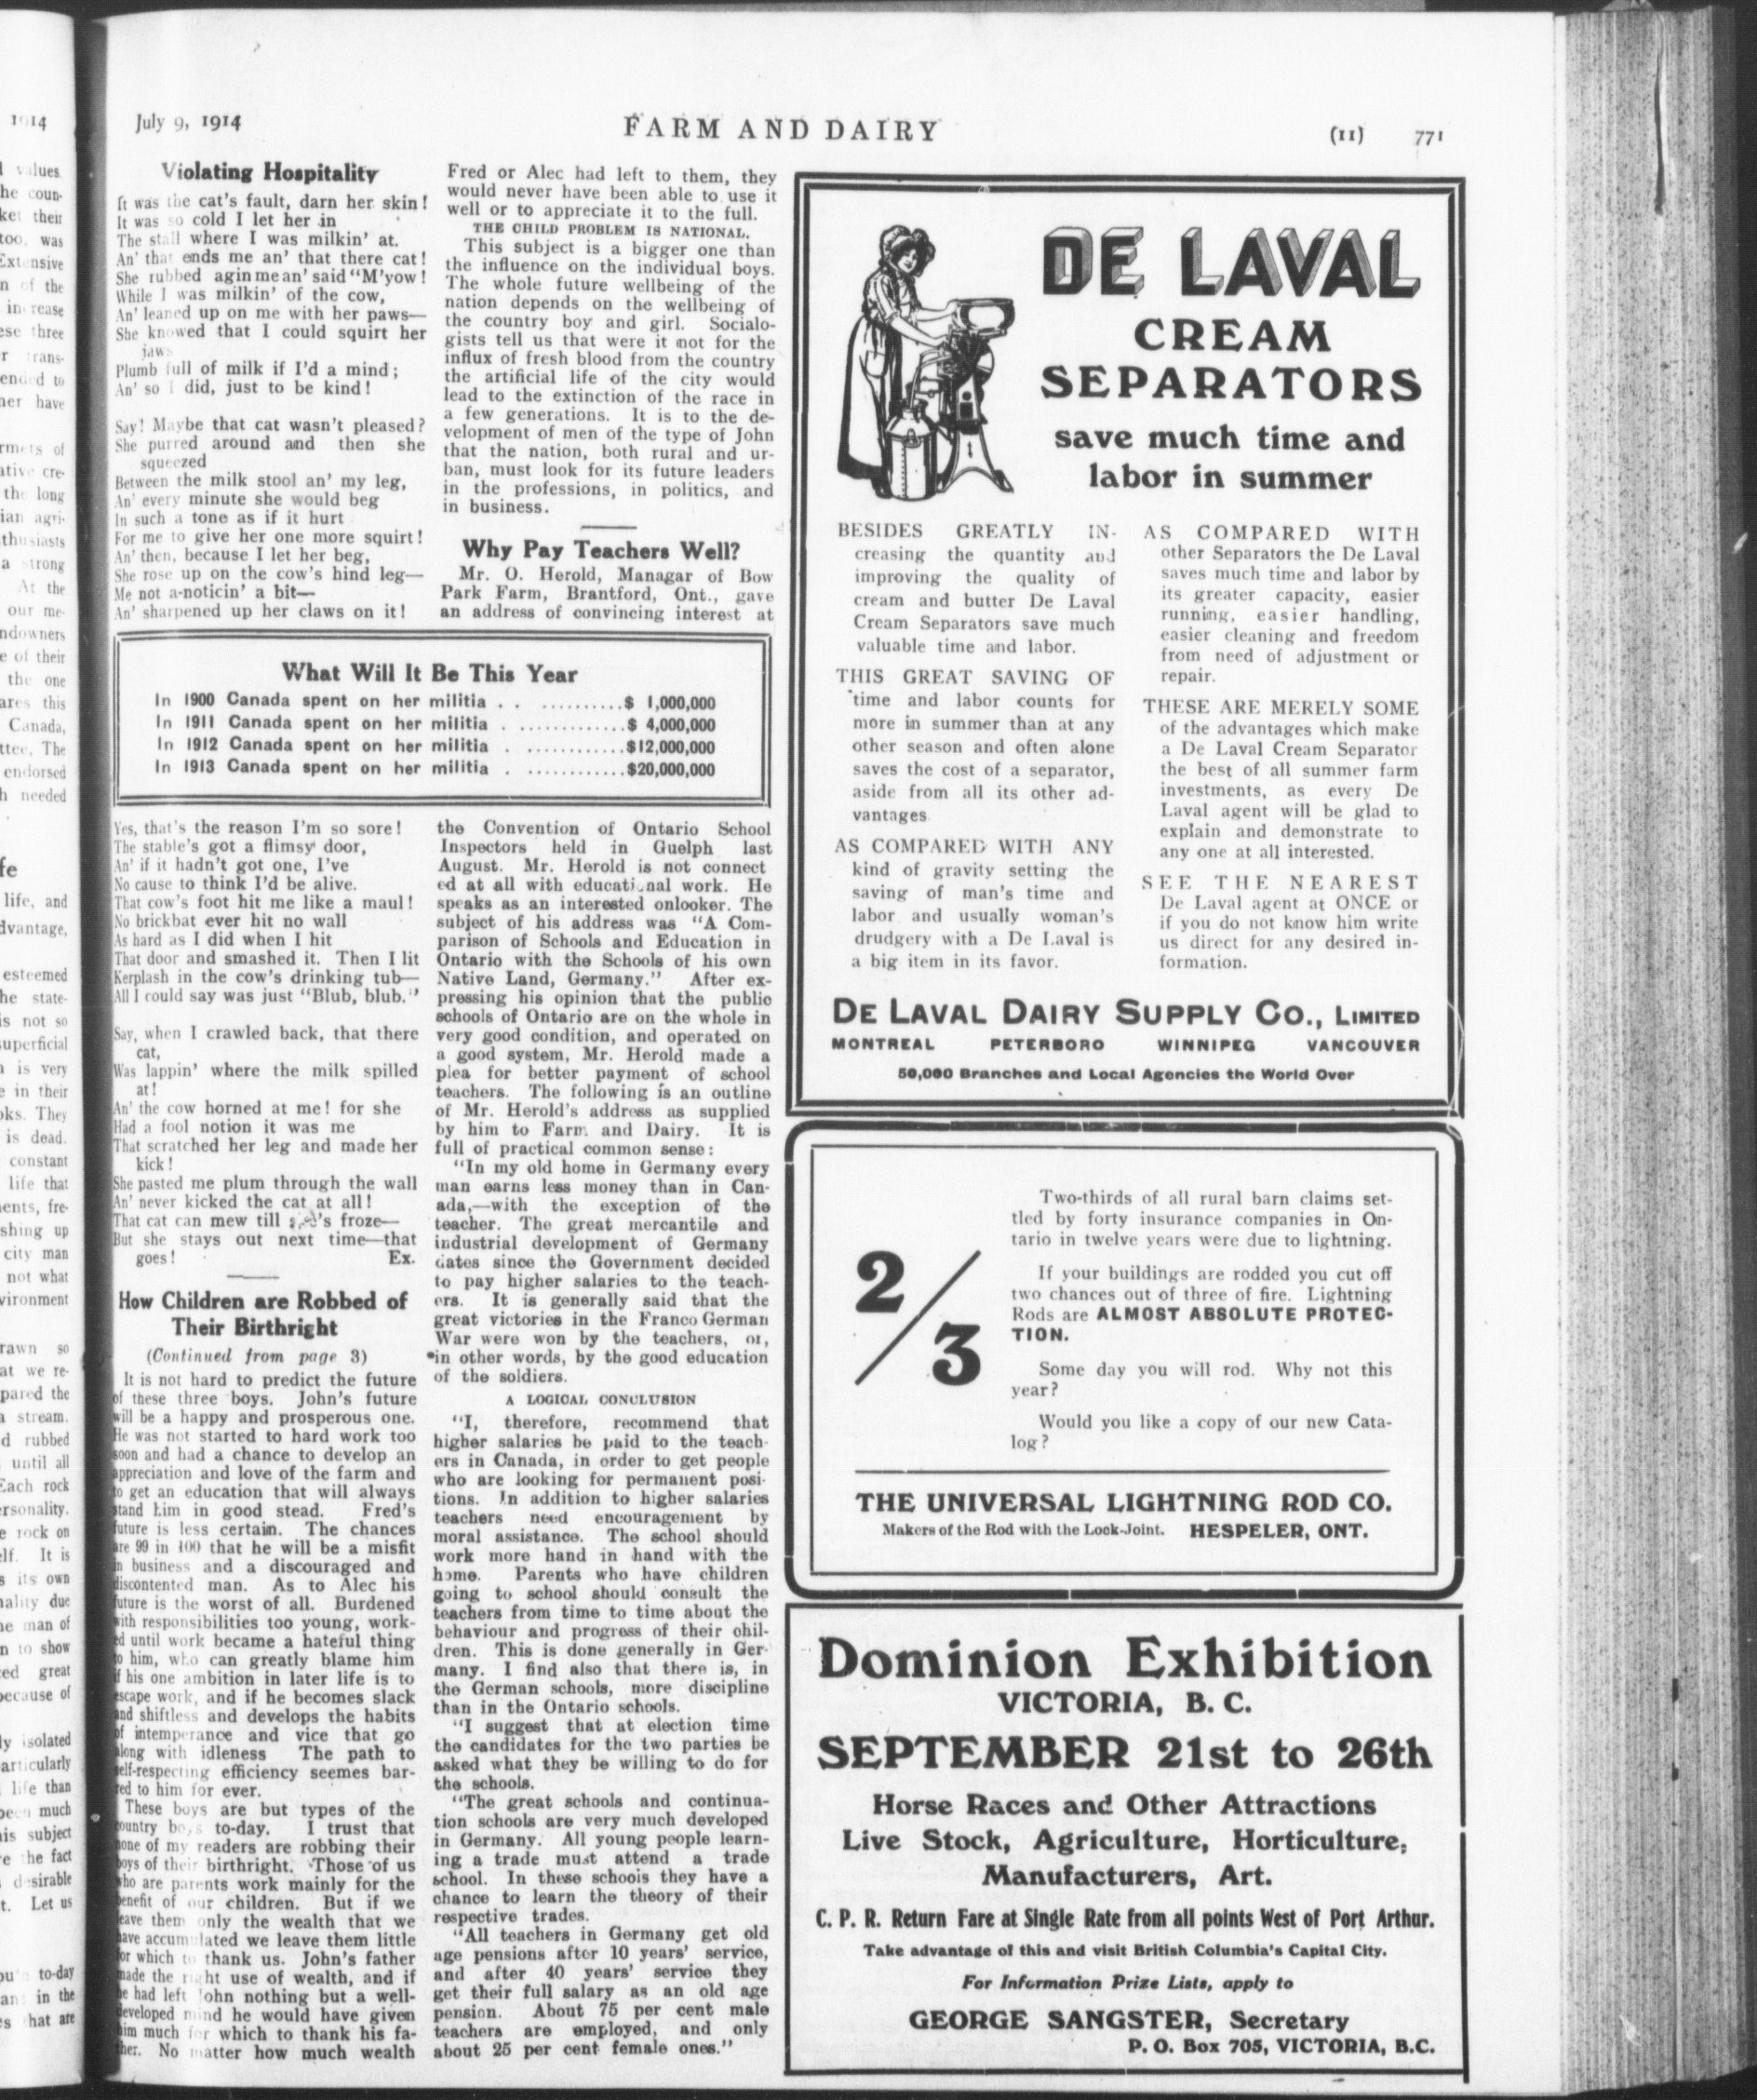 July 9, 1914
FARM AND DAIRY
(11) 771
Violating Hospitality
It was the cat's fault, darn her skin!
It was so cold I let her in
The stall where I was milkin' at.
An' that ends me an' that there cat!
She rubbed agin me an' said "M'yow!
While I was milkin' of the cow,
An' leaned up on me with her paws—
She knowed that I could squirt her
jaws
Plumb full of milk if I'd a mind;
An' so I did, just to be kind!
Say! Maybe that cat wasn't pleased?
She purred around and then she
squeezed
Between the milk stool an' my leg,
An' every minute she would beg
In such a tone as if it hurt
For me to give her one more squirt!
An' then, because I let her beg,
She rose up on the cow's hind leg—
Me not a-noticin' a bit—
An' sharpened up her claws on it!
Fred or Alec had left to them, they
would never have been able to use it
well or to appreciate it to the full.
THE CHILD PROBLEM IS NATIONAL.
This subject is a bigger one than
the influence on the individual boys.
The whole future wellbeing of the
nation depends on the wellbeing of
the country boy and girl. Socialo-
gists tell us that were it not for the
influx of fresh blood from the country
the artificial life of the city would
lead to the extinction of the race in
a few generations. It is to the de-
velopment of men of the type of John
that the nation, both rural and ur-
ban, must look for its future leaders
in the professions, in politics, and
in business.
Why Pay Teachers Well?
Mr. O. Herold, Managar of Bow
Park Farm, Brantford, Ont., gave
an address of convincing interest at
What Will It Be This Year
In 1900 Canada spent on her militia . . ..........$ 1,000,000
In 1911 Canada spent on her militia . .............$ 4,000,000
In 1912 Canada spent on her militia . ............$12,000,000
In 1913 Canada spent on her militia . ............$20,000,000
Yes, that's the reason I'm so sore!
The stable's got a flimsy door,
An' if it hadn't got one, I've
No cause to think I'd be alive.
That cow's foot hit me like a maul!
No brickbat ever hit no wall
As hard as I did when I hit
That door and smashed it. Then I lit
Kerplash in the cow's drinking tub—
All I could say was just "Blub, blub."
Say, when I crawled back, that there
cat,
Was lappin' where the milk spilled
at!
An' the cow horned at me! for she
Had a fool notion it was me
That scratched her leg and made her
kick!
She pasted me plum through the wall
An' never kicked the cat at all!
That cat can mew till she's froze—
But she stays out next time—that
goes! Ex.
How Children are Robbed of
Their Birthright
(Continued from page 3)
It is not hard to predict the future
of these three boys. John's future
will be a happy and prosperous one.
He was not started to hard work too
soon and had a chance to develop an
appreciation and love of the farm and
to get an education that will always
stand him in good stead. Fred's
future is less certain. The chances
are 99 in 100 that he will be a misfit
in business and a discouraged and
discontented man. As to Alec his
future is the worst of all. Burdened
with responsibilities too young, work-
ed until work became a hateful thing
to him, who can greatly blame him
if his one ambition in later life is to
escape work, and if he becomes slack
and shiftless and develops the habits
of intemperance and vice that go
along with idleness The path to
self-respecting efficiency seemes bar-
red to him for ever.
These boys are but types of the
country boys to-day. I trust that
none of my readers are robbing their
boys of their birthright. Those of us
who are parents work mainly for the
benefit of our children. But if we
leave them only the wealth that we
have accumulated we leave them little
for which to thank us. John's father
made the right use of wealth, and if
he had left John nothing but a well-
developed mind he would have given
him much for which to thank his fa-
ther. No matter how much wealth
the Convention of Ontario School
Inspectors held in Guelph last
August. Mr. Herold is not connect
ed at all with educational work. He
speaks as an interested onlooker. The
subject of his address was "A Com-
parison of Schools and Education in
Ontario with the Schools of his own
Native Land, Germany." After ex-
pressing his opinion that the public
schools of Ontario are on the whole in
very good condition, and operated on
a good system, Mr. Herold made a
plea for better payment of school
teachers. The following is an outline
of Mr. Herold's address as supplied
by him to Farm and Dairy. It is
full of practical common sense:
"In my old home in Germany every
man earns less money than in Can-
ada,—with the exception of the
teacher. The great mercantile and
industrial development of Germany
dates since the Government decided
to pay higher salaries to the teach-
ers. It is generally said that the
great victories in the Franco German
War were won by the teachers, or,
in other words, by the good education
of the soldiers.
A LOGICAL CONCLUSION
"I, therefore, recommend that
higher salaries be paid to the teach-
ers in Canada, in order to get people
who are looking for permanent posi-
tions. In addition to higher salaries
teachers need encouragement by
moral assistance. The school should
work more hand in hand with the
home. Parents who have children
going to school should consult the
teachers from time to time about the
behaviour and progress of their chil-
dren. This is done generally in Ger-
many. I find also that there is, in
the German schools, more discipline
than in the Ontario schools.
"I suggest that at election time
the candidates for the two parties be
asked what they be willing to do for
the schools.
"The great schools and continua-
tion schools are very much developed
in Germany. All young people learn-
ing a trade must attend a trade
school. In these schools they have a
chance to learn the theory of their
respective trades.
"All teachers in Germany get old
age pensions after 10 years' service,
and after 40 years' service they
get their full salary as an old age
pension. About 75 per cent male
teachers are employed, and only
about 25 per cent female ones."
DE LAVAL
CREAM
SEPARATORS
save much time and
labor in summer
BESIDES GREATLY IN-
creasing the quantity and
improving the quality of
cream and butter De Laval
Cream Separators save much
valuable time and labor.
THIS GREAT SAVING OF
time and labor counts for
more in summer than at any
other season and often alone
saves the cost of a separator,
aside from all its other ad-
vantages
AS COMPARED WITH ANY
kind of gravity setting the
saving of man's time and
labor and usually woman's
drudgery with a De Laval is
a big item in its favor.
AS COMPARED WITH
other Separators the De Laval
saves much time and labor by
its greater capacity, easier
running, easier handling,
easier cleaning and freedom
from need of adjustment or
repair.
THESE ARE MERELY SOME
of the advantages which make
a De Laval Cream Separator
the best of all summer farm
investments, as every De
Laval agent will be glad to
explain and demonstrate to
any one at all interested.
SEE THE NEAREST
De Laval agent at ONCE or
if you do not know him write
us direct for any desired in-
formation.
DE LAVAL DAIRY SUPPLY CO., LIMITED
MONTREAL PETERBORO WINNIPEG VANCOUVER
50,000 Branches and Local Agencies the World Over
2/3
Two-thirds of all rural barn claims set-
tled by forty insurance companies in On-
tario in twelve years were due to lightning.
If your buildings are rodded you cut off
two chances out of three of fire. Lightning
Rods are ALMOST ABSOLUTE PROTEC-
TION.
Some day you will rod. Why not this
year?
Would you like a copy of our new Cata-
log?
THE UNIVERSAL LIGHTNING ROD CO.
Makers of the Rod with the Lock-Joint. HESPELER, ONT.
Dominion Exhibition
VICTORIA, B. C.
SEPTEMBER 21st to 26th
Horse Races and Other Attractions
Live Stock, Agriculture, Horticulture,
Manufacturers, Art.
C. P. R. Return Fare at Single Rate from all points West of Port Arthur.
Take advantage of this and visit British Columbia's Capital City.
For Information Prize Lists, apply to
GEORGE SANGSTER, Secretary
P. O. Box 705, VICTORIA, B.C.